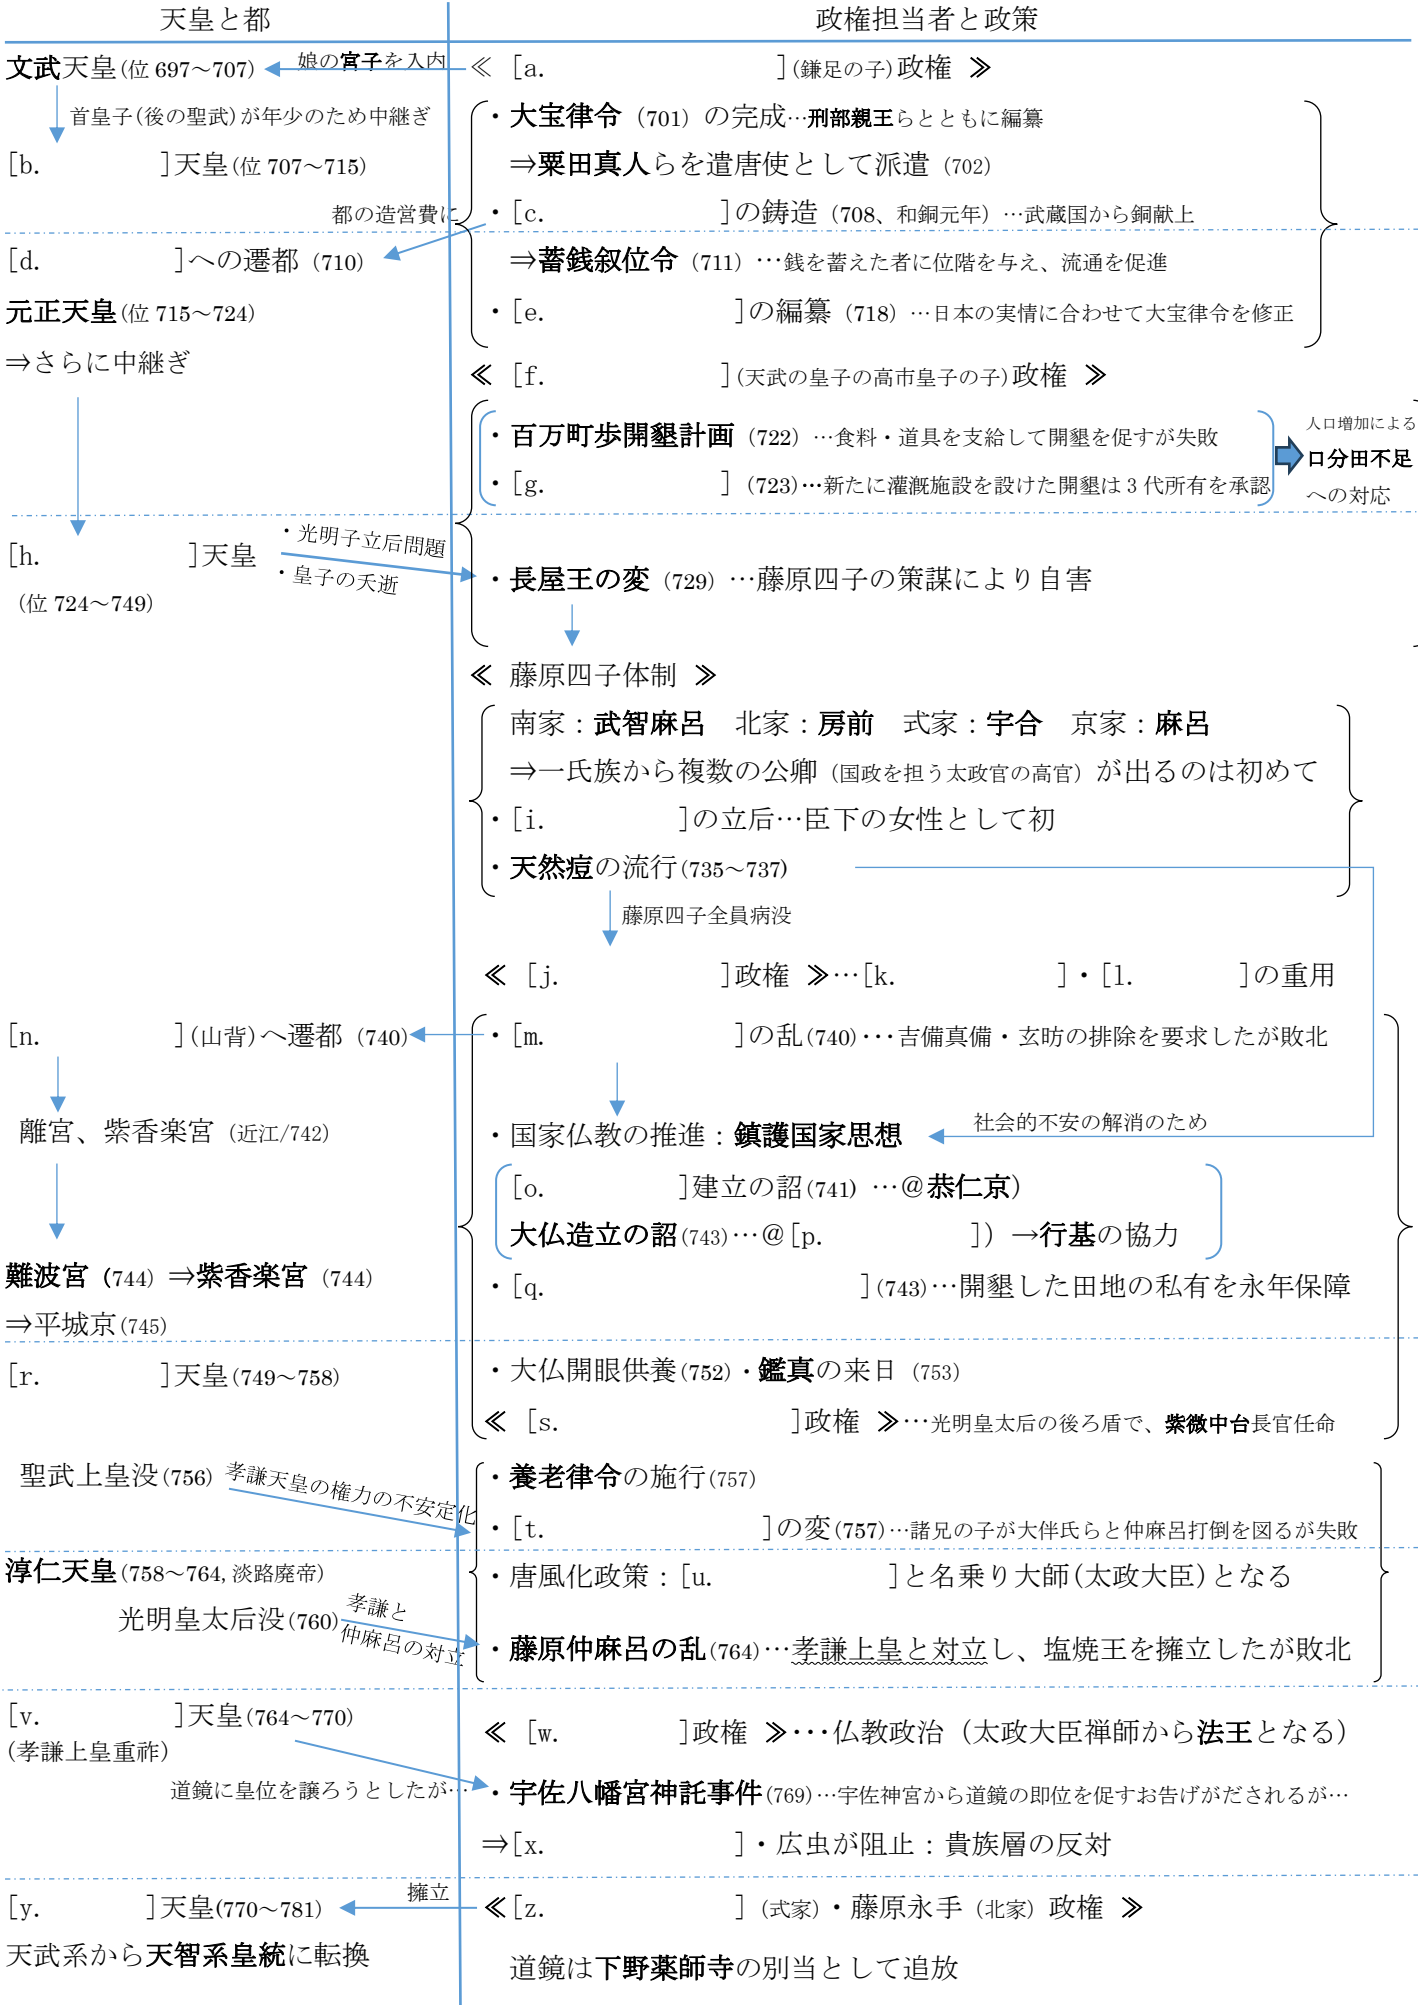 天皇と都　政権担当者と政策
文武天皇(位 697～707)　娘の宮子を入内　≪ [a.　　　　](鎌足の子)政権 ≫
首皇子(後の聖武)が年少のため中継ぎ　・大宝律令（701）の完成…刑部親王らとともに編纂
[b.　　　　]天皇(位 707～715)　⇒粟田真人らを遣唐使として派遣（702）
都の造営費に　・[c.　　　　]の鋳造（708、和銅元年）…武蔵国から銅献上
[d.　　　　]への遷都（710）　⇒蓄銭叙位令（711）…銭を蓄えた者に位階を与え、流通を促進
元正天皇(位 715～724)　・[e.　　　　]の編纂（718）…日本の実情に合わせて大宝律令を修正
⇒さらに中継ぎ　≪ [f.　　　　](天武の皇子の高市皇子の子)政権 ≫
・百万町歩開墾計画（722）…食料・道具を支給して開墾を促すが失敗　人口増加による
・[g.　　　　]（723)…新たに灌漑施設を設けた開墾は 3 代所有を承認　口分田不足
への対応
・光明子立后問題
[h.　　　　]天皇　・皇子の夭逝　・長屋王の変（729）…藤原四子の策謀により自害
(位 724～749)
≪ 藤原四子体制 ≫
南家：武智麻呂　北家：房前　式家：宇合　京家：麻呂
⇒一氏族から複数の公卿（国政を担う太政官の高官）が出るのは初めて
・[i.　　　　]の立后…臣下の女性として初
・天然痘の流行(735～737)
藤原四子全員病没
≪ [j.　　　　]政権 ≫…[k.　　　　]・[l.　　　　]の重用
[n.　　　　](山背)へ遷都（740)　・[m.　　　　]の乱(740)･･･吉備真備・玄昉の排除を要求したが敗北
離宮、紫香楽宮（近江/742）　・国家仏教の推進：鎮護国家思想　社会的不安の解消のため
[o.　　　　]建立の詔(741) …@恭仁京)
大仏造立の詔(743)…@[p.　　　　]) →行基の協力
難波宮（744）⇒紫香楽宮（744）　・[q.　　　　](743)…開墾した田地の私有を永年保障
⇒平城京(745)
[r.　　　　]天皇(749～758)　・大仏開眼供養(752)・鑑真の来日（753）
≪ [s.　　　　]政権 ≫…光明皇太后の後ろ盾で、紫微中台長官任命
聖武上皇没(756)　孝謙天皇の権力の不安定化　・養老律令の施行(757)
・[t.　　　　]の変(757)…諸兄の子が大伴氏らと仲麻呂打倒を図るが失敗
淳仁天皇(758～764,淡路廃帝)　・唐風化政策：[u.　　　　]と名乗り大師(太政大臣)となる
光明皇太后没(760)　孝謙と
仲麻呂の対立　・藤原仲麻呂の乱(764)…孝謙上皇と対立し、塩焼王を擁立したが敗北
[v.　　　　]天皇(764～770)　≪ [w.　　　　]政権 ≫･･･仏教政治（太政大臣禅師から法王となる）
(孝謙上皇重祚)
道鏡に皇位を譲ろうとしたが…　・宇佐八幡宮神託事件(769)…宇佐神宮から道鏡の即位を促すお告げがだされるが…
⇒[x.　　　　]・広虫が阻止：貴族層の反対
[y.　　　　]天皇(770～781)　擁立　≪[z.　　　　]（式家)・藤原永手（北家）政権 ≫
天武系から天智系皇統に転換　道鏡は下野薬師寺の別当として追放